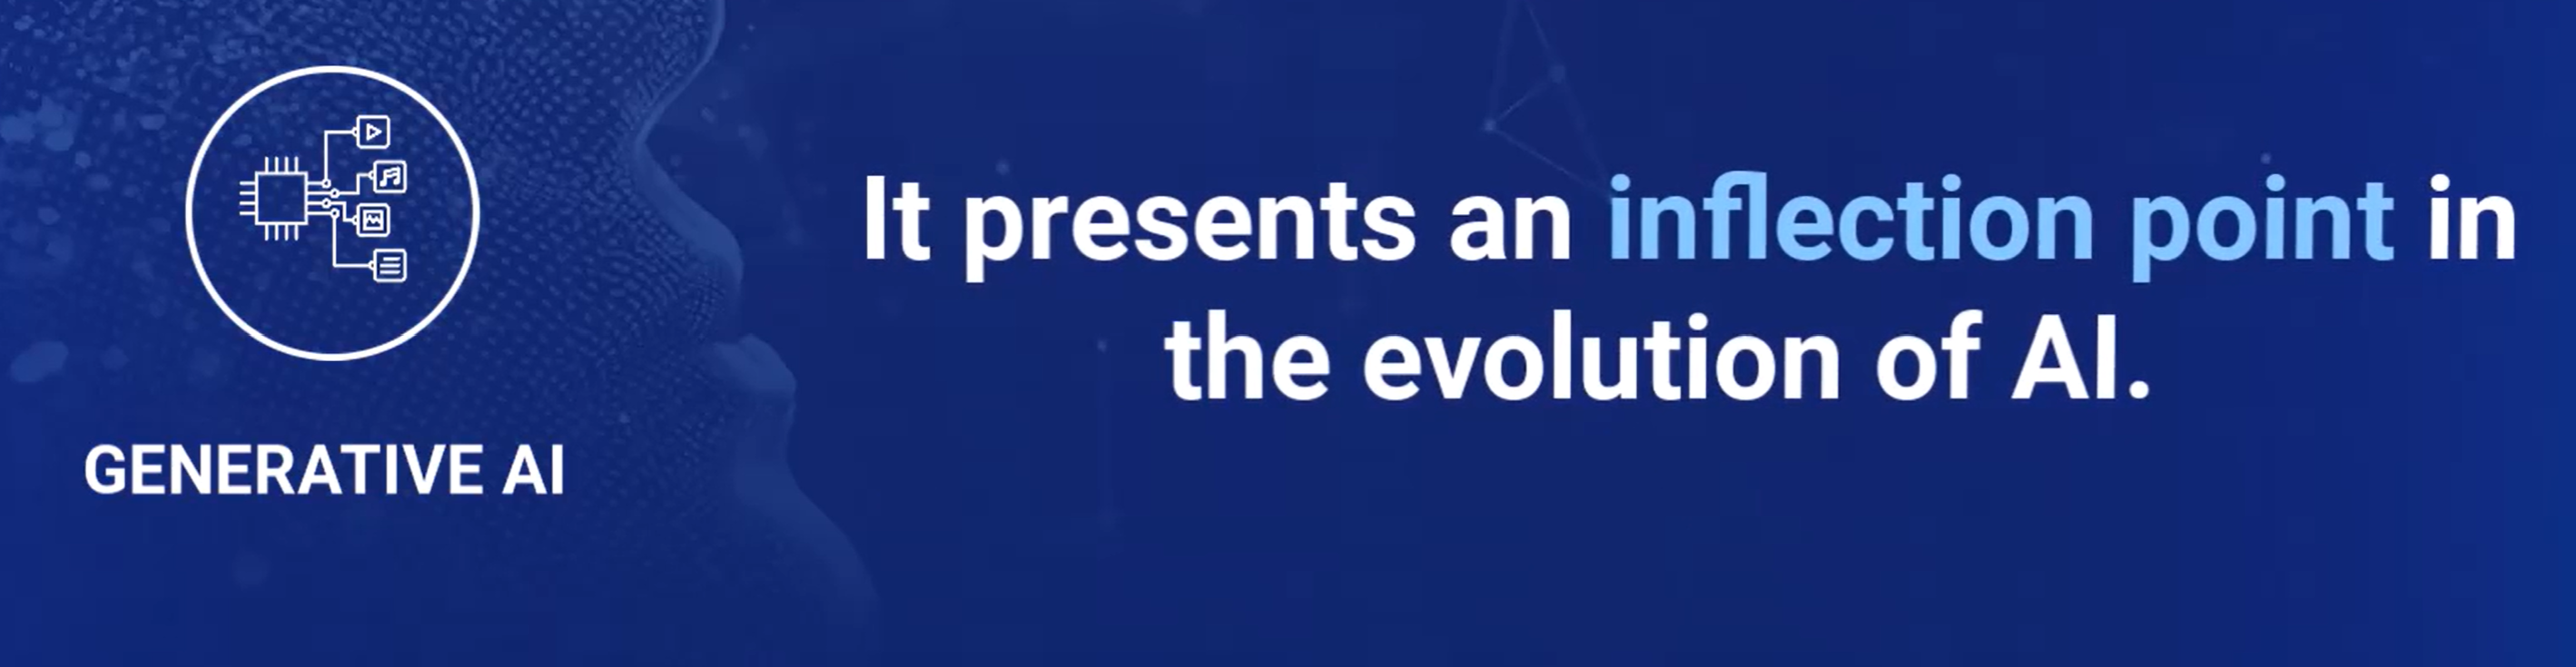 GENERATIVE AI
It presents an inflection point in
the evolution of AI.